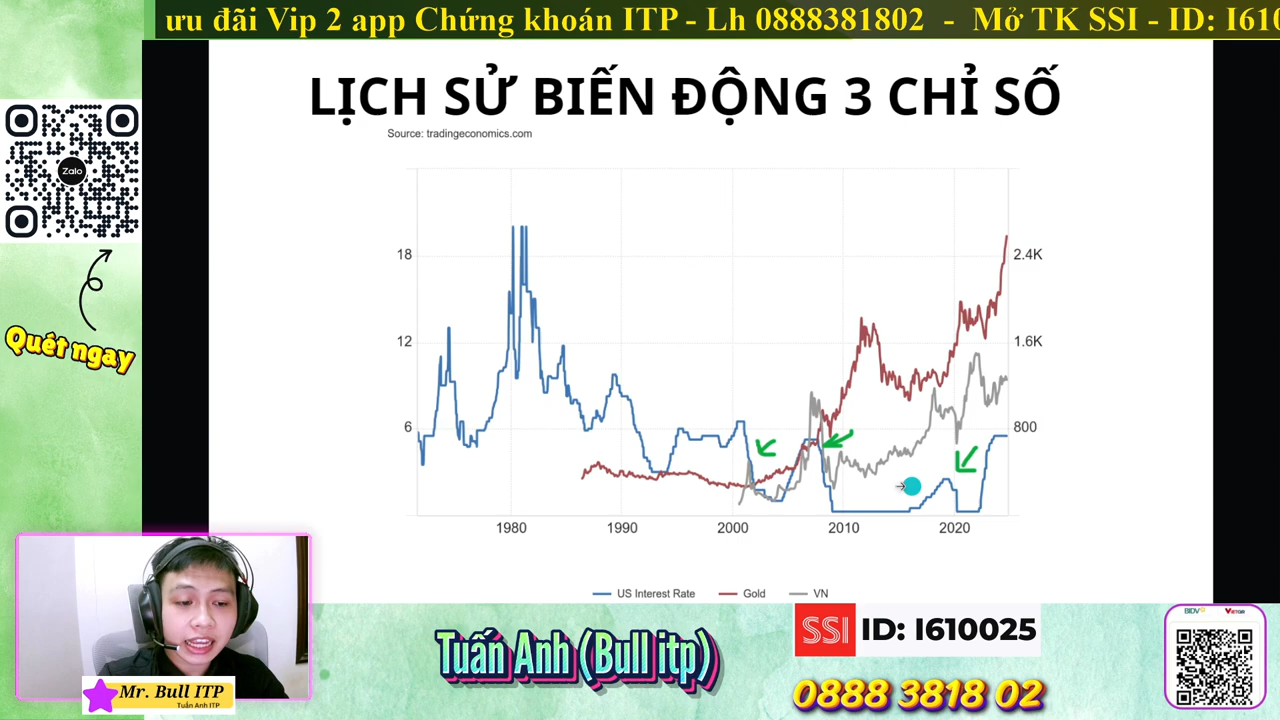 ưu đãi Vip 2 app Chứng khoán ITP - Lh 0888381802 - Mở TK SSI - ID: I610
LỊCH SỬ BIẾN ĐỘNG 3 CHỈ SỐ
Source: tradingeconomics.com
Zalo
Quét ngay
18
12
6
2.4K
1.6K
800
1980
1990
2000
2010
2020
US Interest Rate
Gold
VN
Mr. Bull ITP
Tuấn Anh ITP
Tuấn Anh (Bull itp)
SSI
ID: I610025
0888 3818 02
BIDV